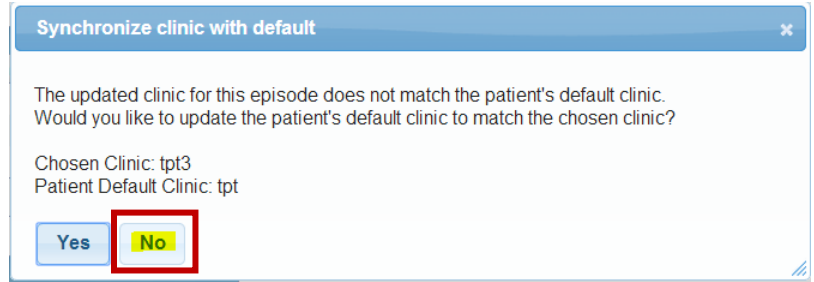 Synchronize clinic with default
The updated clinic for this episode does not match the patient's default clinic.
Would you like to update the patient's default clinic to match the chosen clinic?
Chosen Clinic: tpt3
Patient Default Clinic: tpt
Yes No